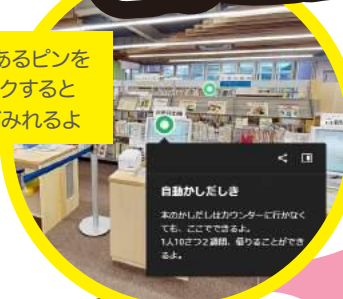 あるピンを
クすると
みれるよ
自動かしだしき
本のかしだしはカウンターに行かなく
ても、ここでできるよ。
1人10さつ2週間、借りることができ
るよ。